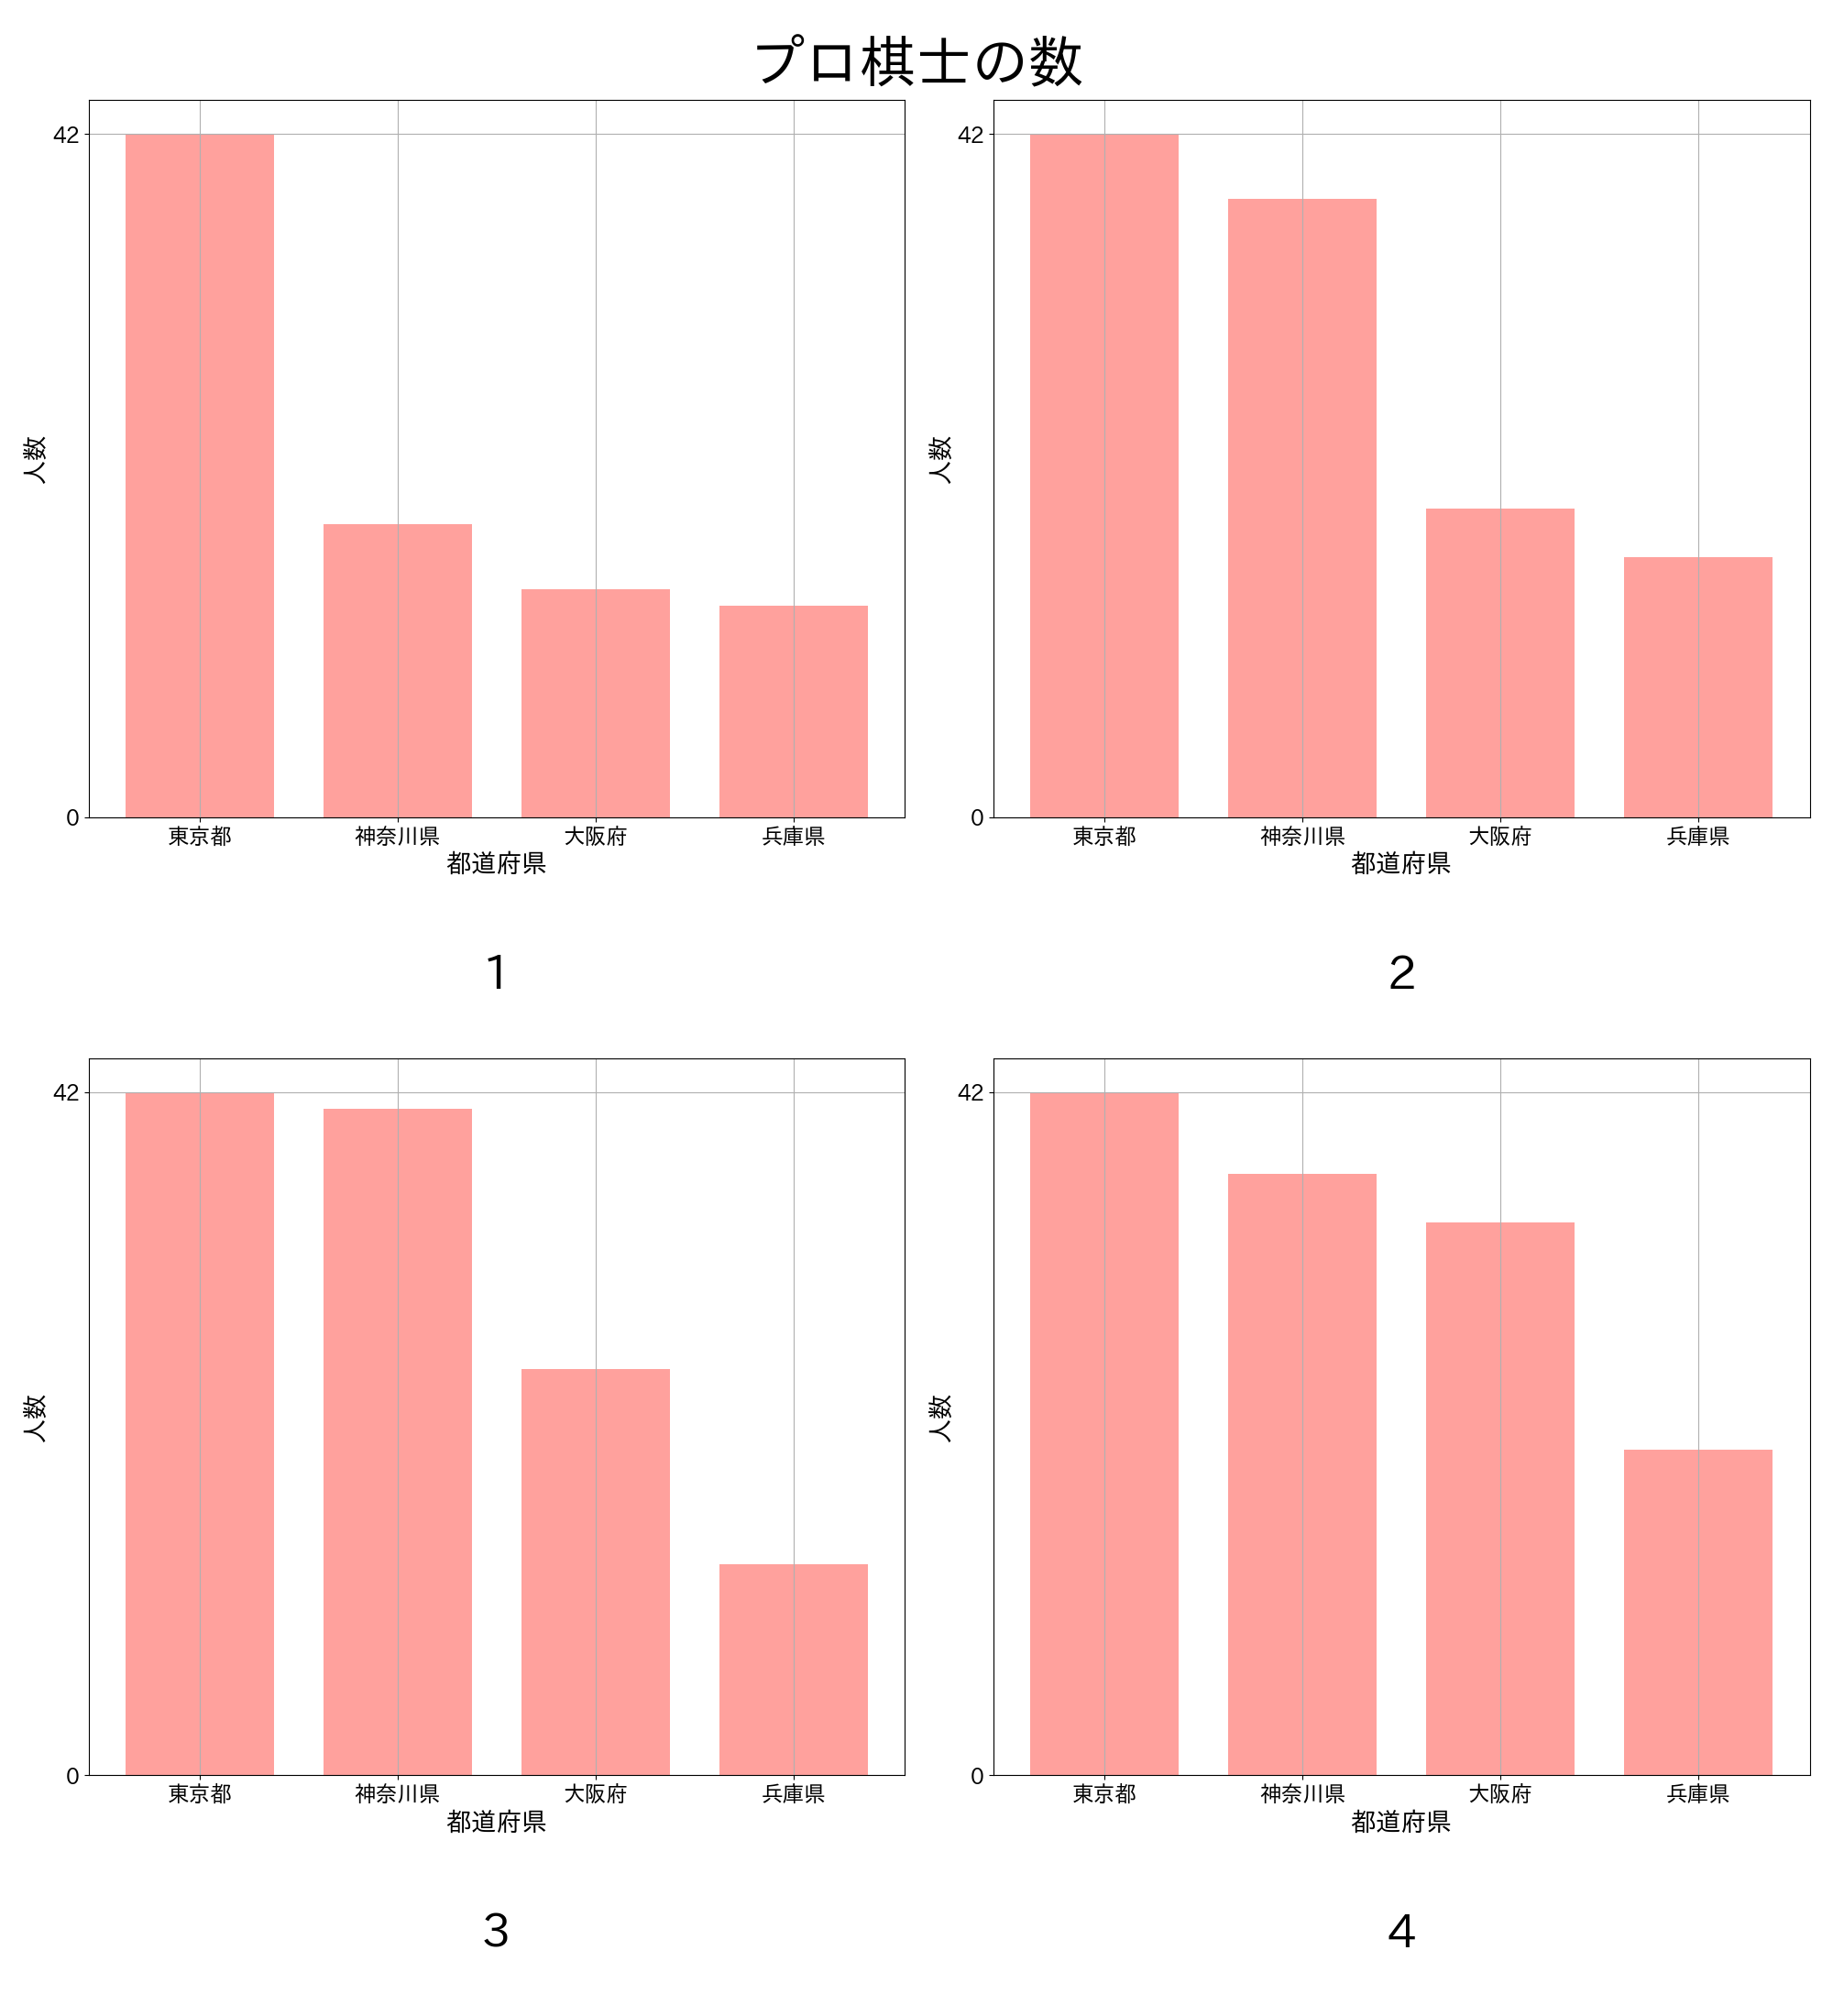 プロ棋士の数
42
人数
0
東京都 神奈川県 大阪府 兵庫県
都道府県
1
42
人数
0
東京都 神奈川県 大阪府 兵庫県
都道府県
2
42
人数
0
東京都 神奈川県 大阪府 兵庫県
都道府県
3
42
人数
0
東京都 神奈川県 大阪府 兵庫県
都道府県
4